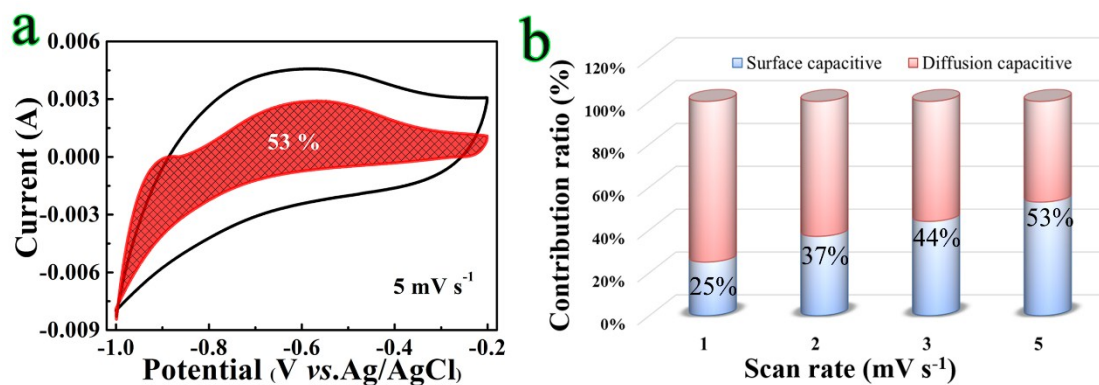 a
0.006
0.003
0.000
-0.003
-0.006
-0.009
Current (A)
53 %
5 mV s⁻¹
-1.0 -0.8 -0.6 -0.4 -0.2
Potential (V vs.Ag/AgCl)
b
Surface capacitive Diffusion capacitive
120%
100%
80%
60%
40%
20%
0%
Contribution ratio (%)
25% 37% 44% 53%
1 2 3 5
Scan rate (mV s⁻¹)